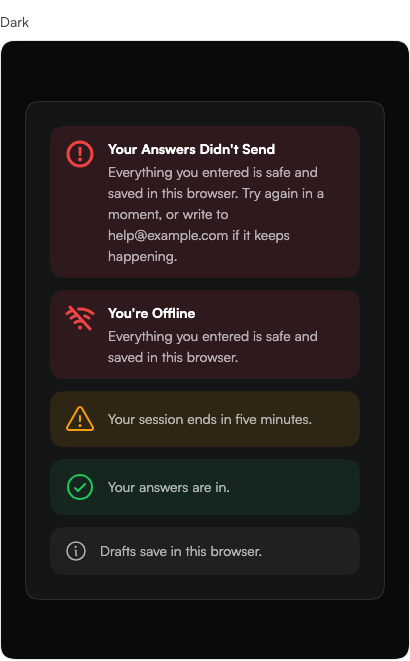 Dark
Your Answers Didn't Send
Everything you entered is safe and
saved in this browser. Try again in a
moment, or write to
help@example.com if it keeps
happening.
You're Offline
Everything you entered is safe and
saved in this browser.
Your session ends in five minutes.
Your answers are in.
Drafts save in this browser.